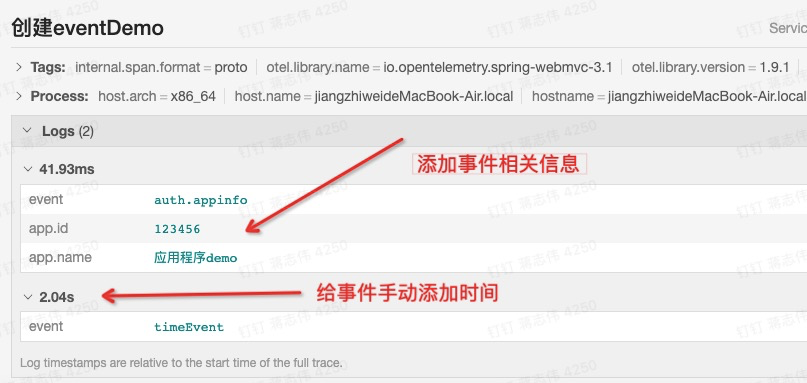 创建eventDemo
Servic
Tags: internal.span.format = proto | otel.library.name = io.opentelemetry.spring-webmvc-3.1 | otel.library.version = 1.9.1
Process: host.arch = x86_64 | host.name = jiangzhiweideMacBook-Air.local | hostname = jiangzhiweideMacBook-Air.loca
Logs (2)
添加事件相关信息
41.93ms
event auth.appinfo
app.id 123456
app.name 应用程序demo
2.04s
给事件手动添加时间
event timeEvent
Log timestamps are relative to the start time of the full trace.
钉钉 蒋志伟 4250